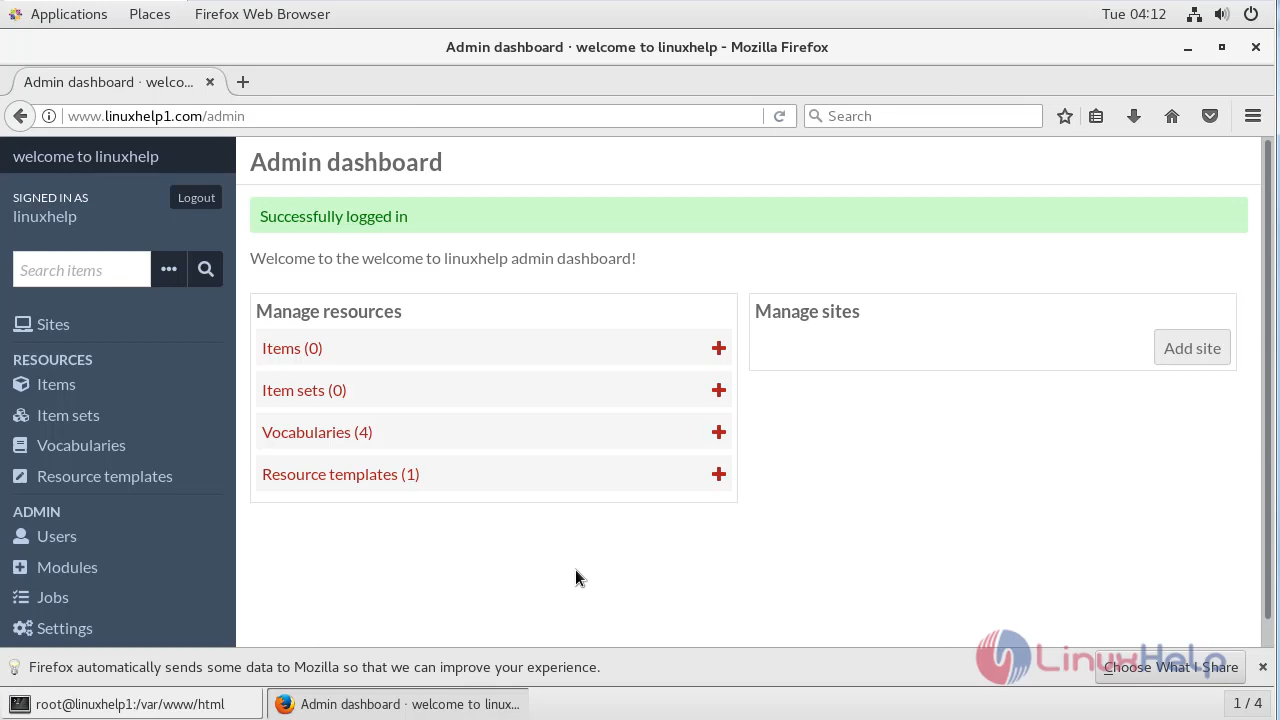 Applications Places Firefox Web Browser Tue 04:12
Admin dashboard · welcome to linuxhelp - Mozilla Firefox
Admin dashboard · welco...
www.linuxhelp1.com/admin Search
welcome to linuxhelp
SIGNED IN AS Logout
linuxhelp
Search items
Sites
RESOURCES
Items
Item sets
Vocabularies
Resource templates
ADMIN
Users
Modules
Jobs
Settings
Admin dashboard
Successfully logged in
Welcome to the welcome to linuxhelp admin dashboard!
Manage resources
Items (0)
Item sets (0)
Vocabularies (4)
Resource templates (1)
Manage sites
Add site
LinuxHelp
Firefox automatically sends some data to Mozilla so that we can improve your experience. Choose What I Share
root@linuxhelp1:/var/www/html Admin dashboard · welcome to linux... 1 / 4